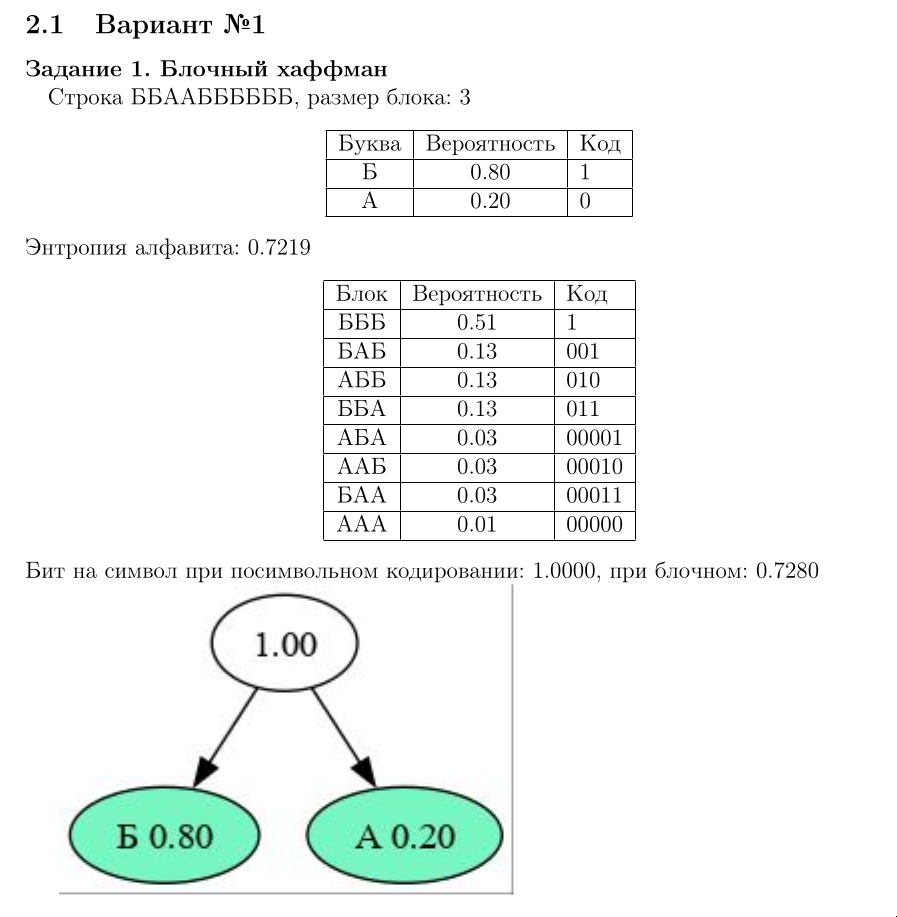 2.1 Вариант №1
Задание 1. Блочный хаффман
Строка ББААББББББ, размер блока: 3
Буква Вероятность Код
Б 0.80 1
А 0.20 0
Энтропия алфавита: 0.7219
Блок Вероятность Код
БББ 0.51 1
БАБ 0.13 001
АББ 0.13 010
ББА 0.13 011
АБА 0.03 00001
ААБ 0.03 00010
БАА 0.03 00011
ААА 0.01 00000
Бит на символ при посимвольном кодировании: 1.0000, при блочном: 0.7280
1.00
Б 0.80 А 0.20